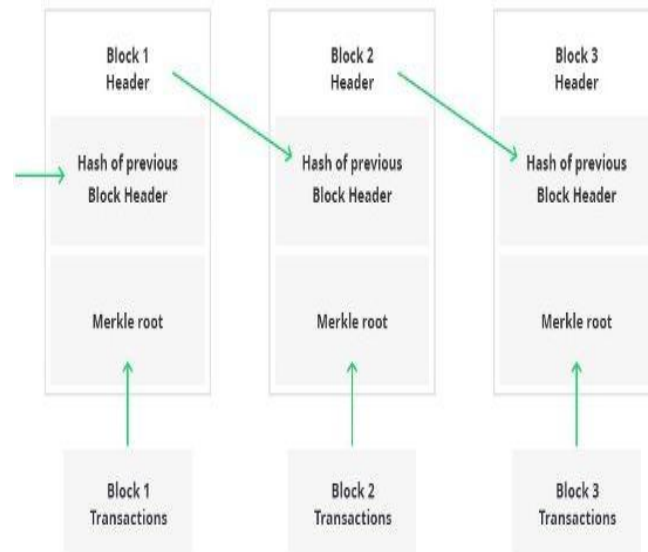 Block 1
Header
Block 2
Header
Block 3
Header
Hash of previous
Block Header
Hash of previous
Block Header
Hash of previous
Block Header
Merkle root
Merkle root
Merkle root
Block 1
Transactions
Block 2
Transactions
Block 3
Transactions